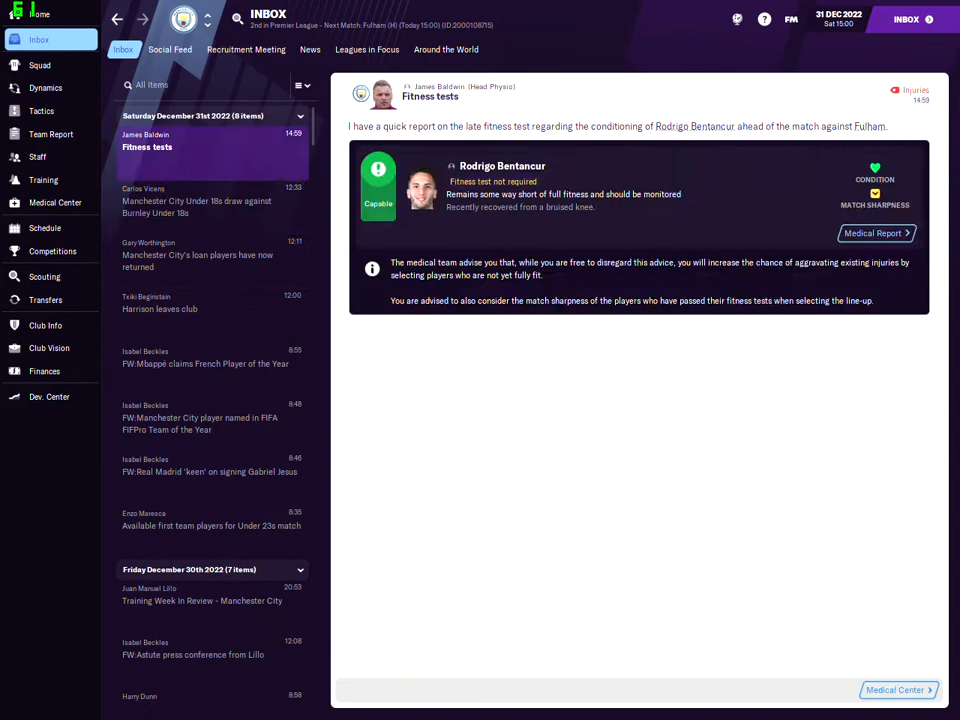 Home
INBOX
2nd in Premier League - Next Match: Fulham (H) (Today 15:00) (ID:2000108715)
FM
31 DEC 2022
Sat 15:00
INBOX
Inbox
Squad
Dynamics
Tactics
Team Report
Staff
Training
Medical Center
Schedule
Competitions
Scouting
Transfers
Club Info
Club Vision
Finances
Dev. Center
Inbox
Social Feed
Recruitment Meeting
News
Leagues in Focus
Around the World
All Items
Saturday December 31st 2022 (8 items)
James Baldwin 14:59
Fitness tests
Carlos Vicens 12:33
Manchester City Under 18s draw against
Burnley Under 18s
Gary Worthington 12:11
Manchester City's loan players have now
returned
Txiki Begiristain 12:00
Harrison leaves club
Isabel Beckles 8:55
FW:Mbappé claims French Player of the Year
Isabel Beckles 8:48
FW:Manchester City player named in FIFA
FIFPro Team of the Year
Isabel Beckles 8:46
FW:Real Madrid 'keen' on signing Gabriel Jesus
Enzo Maresca 8:35
Available first team players for Under 23s match
Friday December 30th 2022 (7 items)
Juan Manuel Lillo 20:53
Training Week In Review - Manchester City
Isabel Beckles 12:08
FW:Astute press conference from Lillo
Harry Dunn 8:58
James Baldwin (Head Physio)
Fitness tests
Injuries
14:59
I have a quick report on the late fitness test regarding the conditioning of Rodrigo Bentancur ahead of the match against Fulham.
Capable
Rodrigo Bentancur
Fitness test not required
Remains some way short of full fitness and should be monitored
Recently recovered from a bruised knee.
CONDITION
MATCH SHARPNESS
Medical Report
The medical team advise you that, while you are free to disregard this advice, you will increase the chance of aggravating existing injuries by
selecting players who are not yet fully fit.
You are advised to also consider the match sharpness of the players who have passed their fitness tests when selecting the line-up.
Medical Center